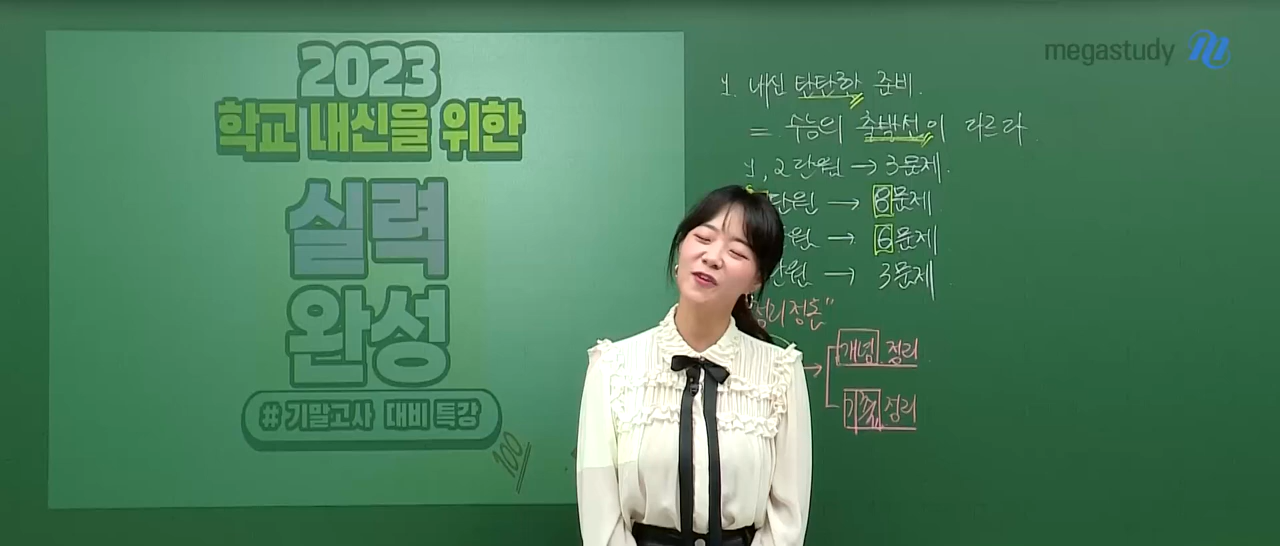 2023
학교 내신을 위한
실력
완성
# 기말고사 대비 특강
100
megastudy
1. 내신 탄탄한 준비.
= 수능의 출발선이 다르다.
1, 2 단원 → 3문제.
단원 → 8문제.
단원 → 6문제
단원 → 3문제
개념 정리
기출 정리